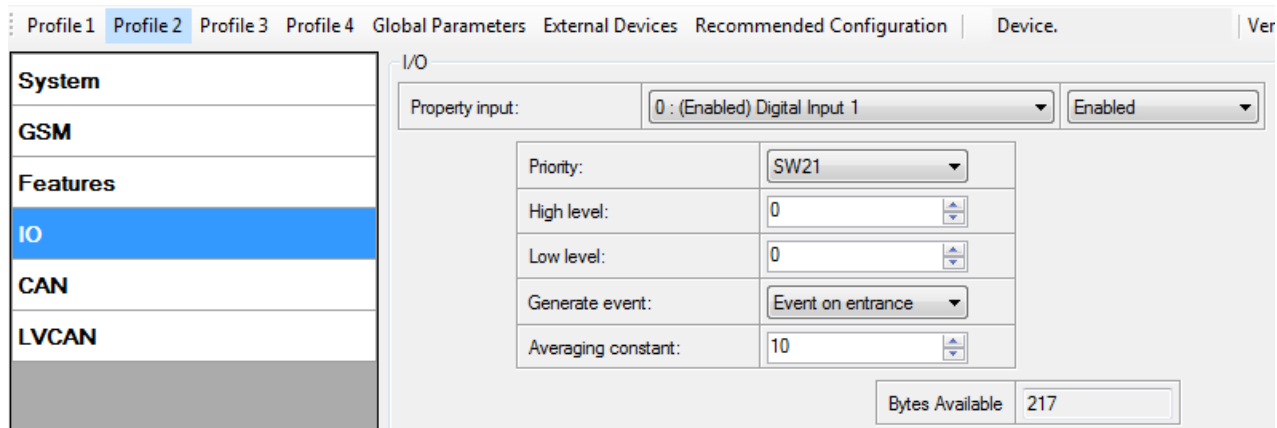 Profile 1 Profile 2 Profile 3 Profile 4 Global Parameters External Devices Recommended Configuration Device. Ver
System
GSM
Features
IO
CAN
LVCAN
I/O
Property input: 0 : (Enabled) Digital Input 1 Enabled
Priority: SW21
High level: 0
Low level: 0
Generate event: Event on entrance
Averaging constant: 10
Bytes Available 217